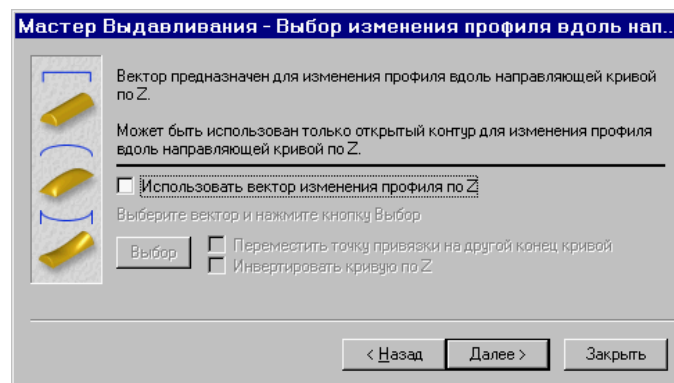 Мастер Выдавливания - Выбор изменения профиля вдоль нап..
Вектор предназначен для изменения профиля вдоль направляющей кривой
по Z.
Может быть использован только открытый контур для изменения профиля
вдоль направляющей кривой по Z.
Использовать вектор изменения профиля по Z
Выберите вектор и нажмите кнопку Выбор
Выбор
Переместить точку привязки на другой конец кривой
Инвертировать кривую по Z
< Назад
Далее >
Закрыть